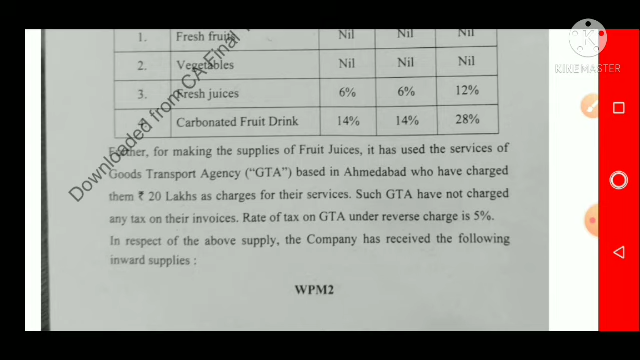 1. Fresh fruits Nil Nil Nil
2. Vegetables Nil Nil Nil
3. Fresh juices 6% 6% 12%
Carbonated Fruit Drink 14% 14% 28%
Further, for making the supplies of Fruit Juices, it has used the services of
Goods Transport Agency ("GTA") based in Ahmedabad who have charged
them ₹ 20 Lakhs as charges for their services. Such GTA have not charged
any tax on their invoices. Rate of tax on GTA under reverse charge is 5%.
In respect of the above supply, the Company has received the following
inward supplies :
WPM2
Downloaded from CA-Final
KINEMASTER